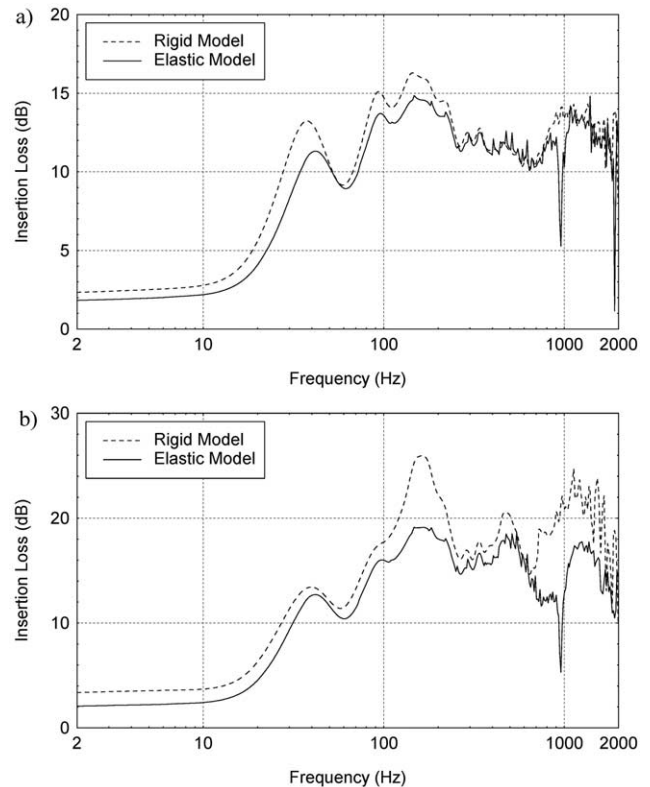 a)
20
15
10
5
0
Insertion Loss (dB)
Rigid Model
Elastic Model
2
10
100
1000
2000
Frequency (Hz)
b)
30
20
10
0
Insertion Loss (dB)
Rigid Model
Elastic Model
2
10
100
1000
2000
Frequency (Hz)